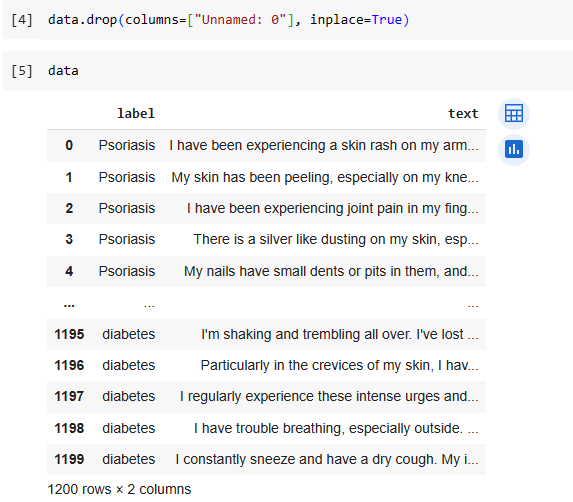 [4] data.drop(columns=["Unnamed: 0"], inplace=True)
[5] data
label text
0 Psoriasis I have been experiencing a skin rash on my arm...
1 Psoriasis My skin has been peeling, especially on my kne...
2 Psoriasis I have been experiencing joint pain in my fing...
3 Psoriasis There is a silver like dusting on my skin, esp...
4 Psoriasis My nails have small dents or pits in them, and...
... ... ...
1195 diabetes I'm shaking and trembling all over. I've lost ...
1196 diabetes Particularly in the crevices of my skin, I hav...
1197 diabetes I regularly experience these intense urges and...
1198 diabetes I have trouble breathing, especially outside. ...
1199 diabetes I constantly sneeze and have a dry cough. My i...
1200 rows × 2 columns